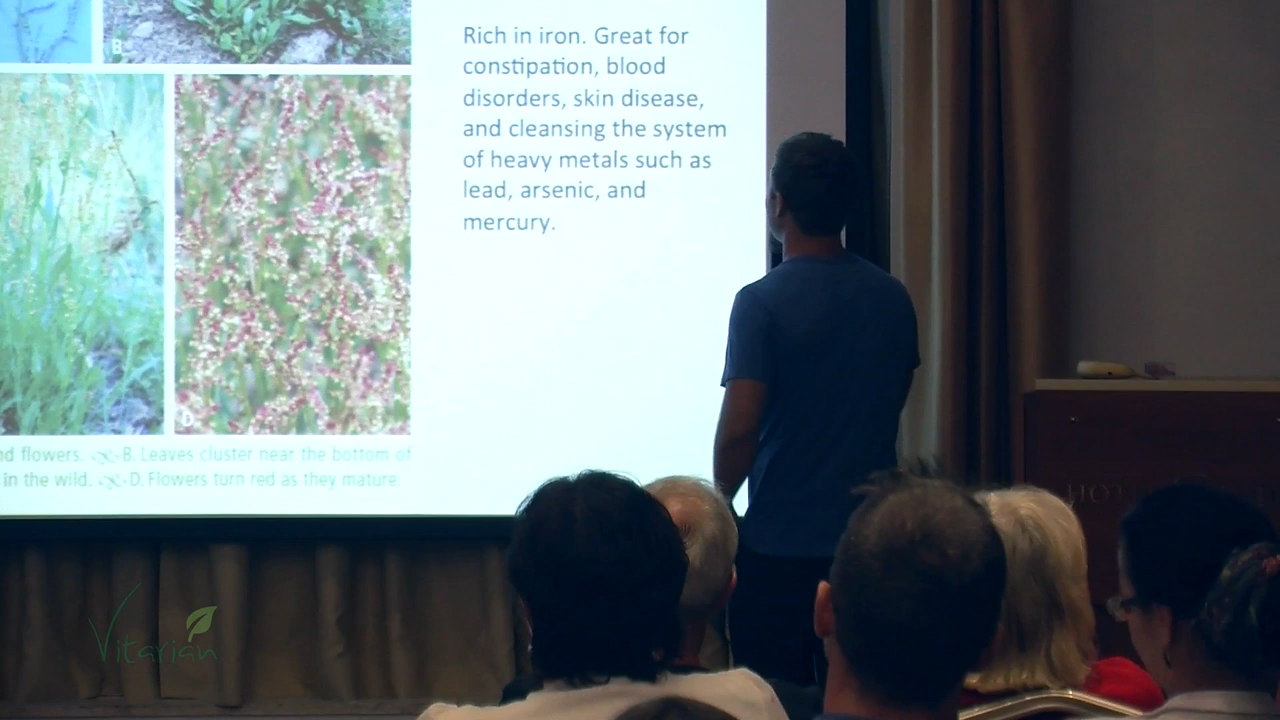 B
Rich in iron. Great for
constipation, blood
disorders, skin disease,
and cleansing the system
of heavy metals such as
lead, arsenic, and
mercury.
D
nd flowers. B. Leaves cluster near the bottom of
in the wild. D. Flowers turn red as they mature.
HOT
Vitarian